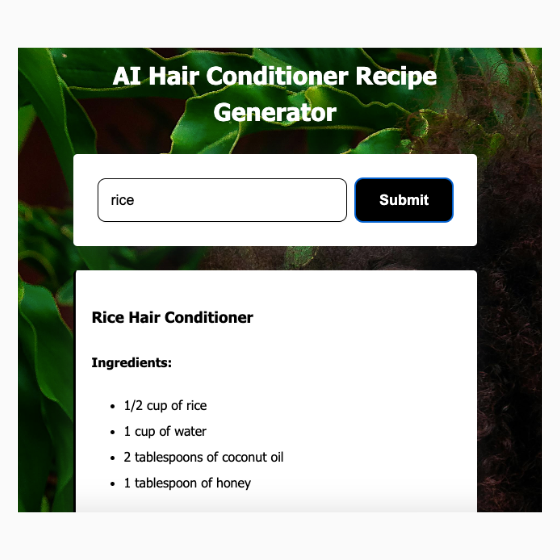 AI Hair Conditioner Recipe
Generator
rice
Submit
Rice Hair Conditioner
Ingredients:
• 1/2 cup of rice
• 1 cup of water
• 2 tablespoons of coconut oil
• 1 tablespoon of honey